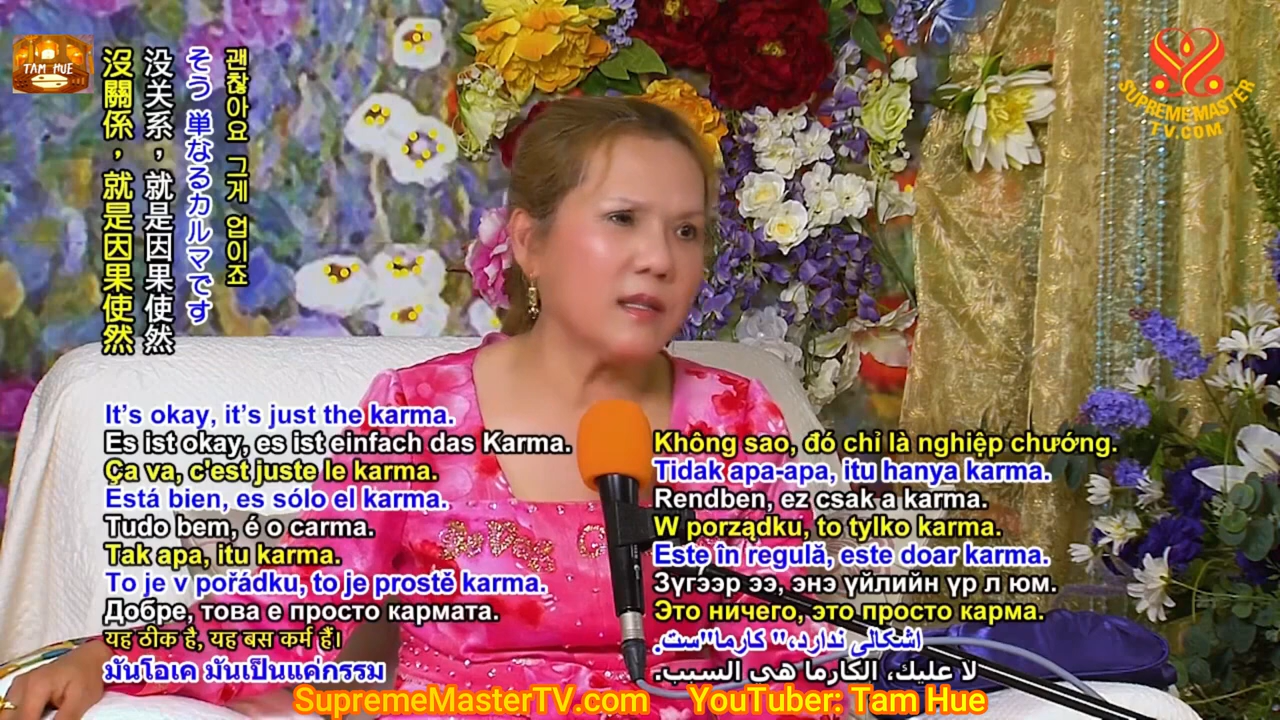 TAM HUE
SUPREME MASTER
TV.COM
괜찮아요 그게 업이죠
そう 単なるカルマです
没关系，就是因果使然
沒關係，就是因果使然
It's okay, it's just the karma.
Es ist okay, es ist einfach das Karma.
Ça va, c'est juste le karma.
Está bien, es sólo el karma.
Tudo bem, é o carma.
Tak apa, itu karma.
To je v pořádku, to je prostě karma.
Добре, това е просто кармата.
यह ठीक है, यह बस कर्म हैं।
มันโอเค มันเป็นแค่กรรม
Không sao, đó chỉ là nghiệp chướng.
Tidak apa-apa, itu hanya karma.
Rendben, ez csak a karma.
W porządku, to tylko karma.
Este în regulă, este doar karma.
Зүгээр ээ, энэ үйлийн үр л юм.
Это ничего, это просто карма.
اشکالی ندارد،" کارما"ست.
لا عليك، الكارما هي السبب.
SupremeMasterTV.com YouTuber: Tam Hue